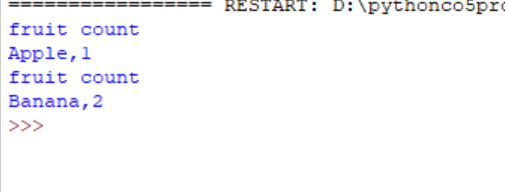 ================= RESTART: D:\pythonco5pro
fruit count
Apple,1
fruit count
Banana,2
>>>